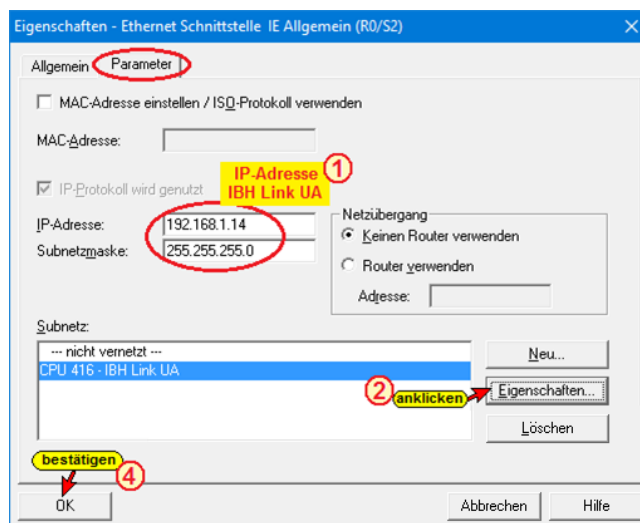 Eigenschaften - Ethernet Schnittstelle IE Allgemein (R0/S2)
Allgemein Parameter
MAC-Adresse einstellen / ISO-Protokoll verwenden
MAC-Adresse:
IP-Protokoll wird genutzt
IP-Adresse
IBH Link UA
1
IP-Adresse: 192.168.1.14
Subnetzmaske: 255.255.255.0
Netzübergang
Keinen Router verwenden
Router verwenden
Adresse:
Subnetz:
--- nicht vernetzt ---
CPU 416 - IBH Link UA
Neu...
2 anklicken
Eigenschaften...
Löschen
bestätigen
4
OK Abbrechen Hilfe